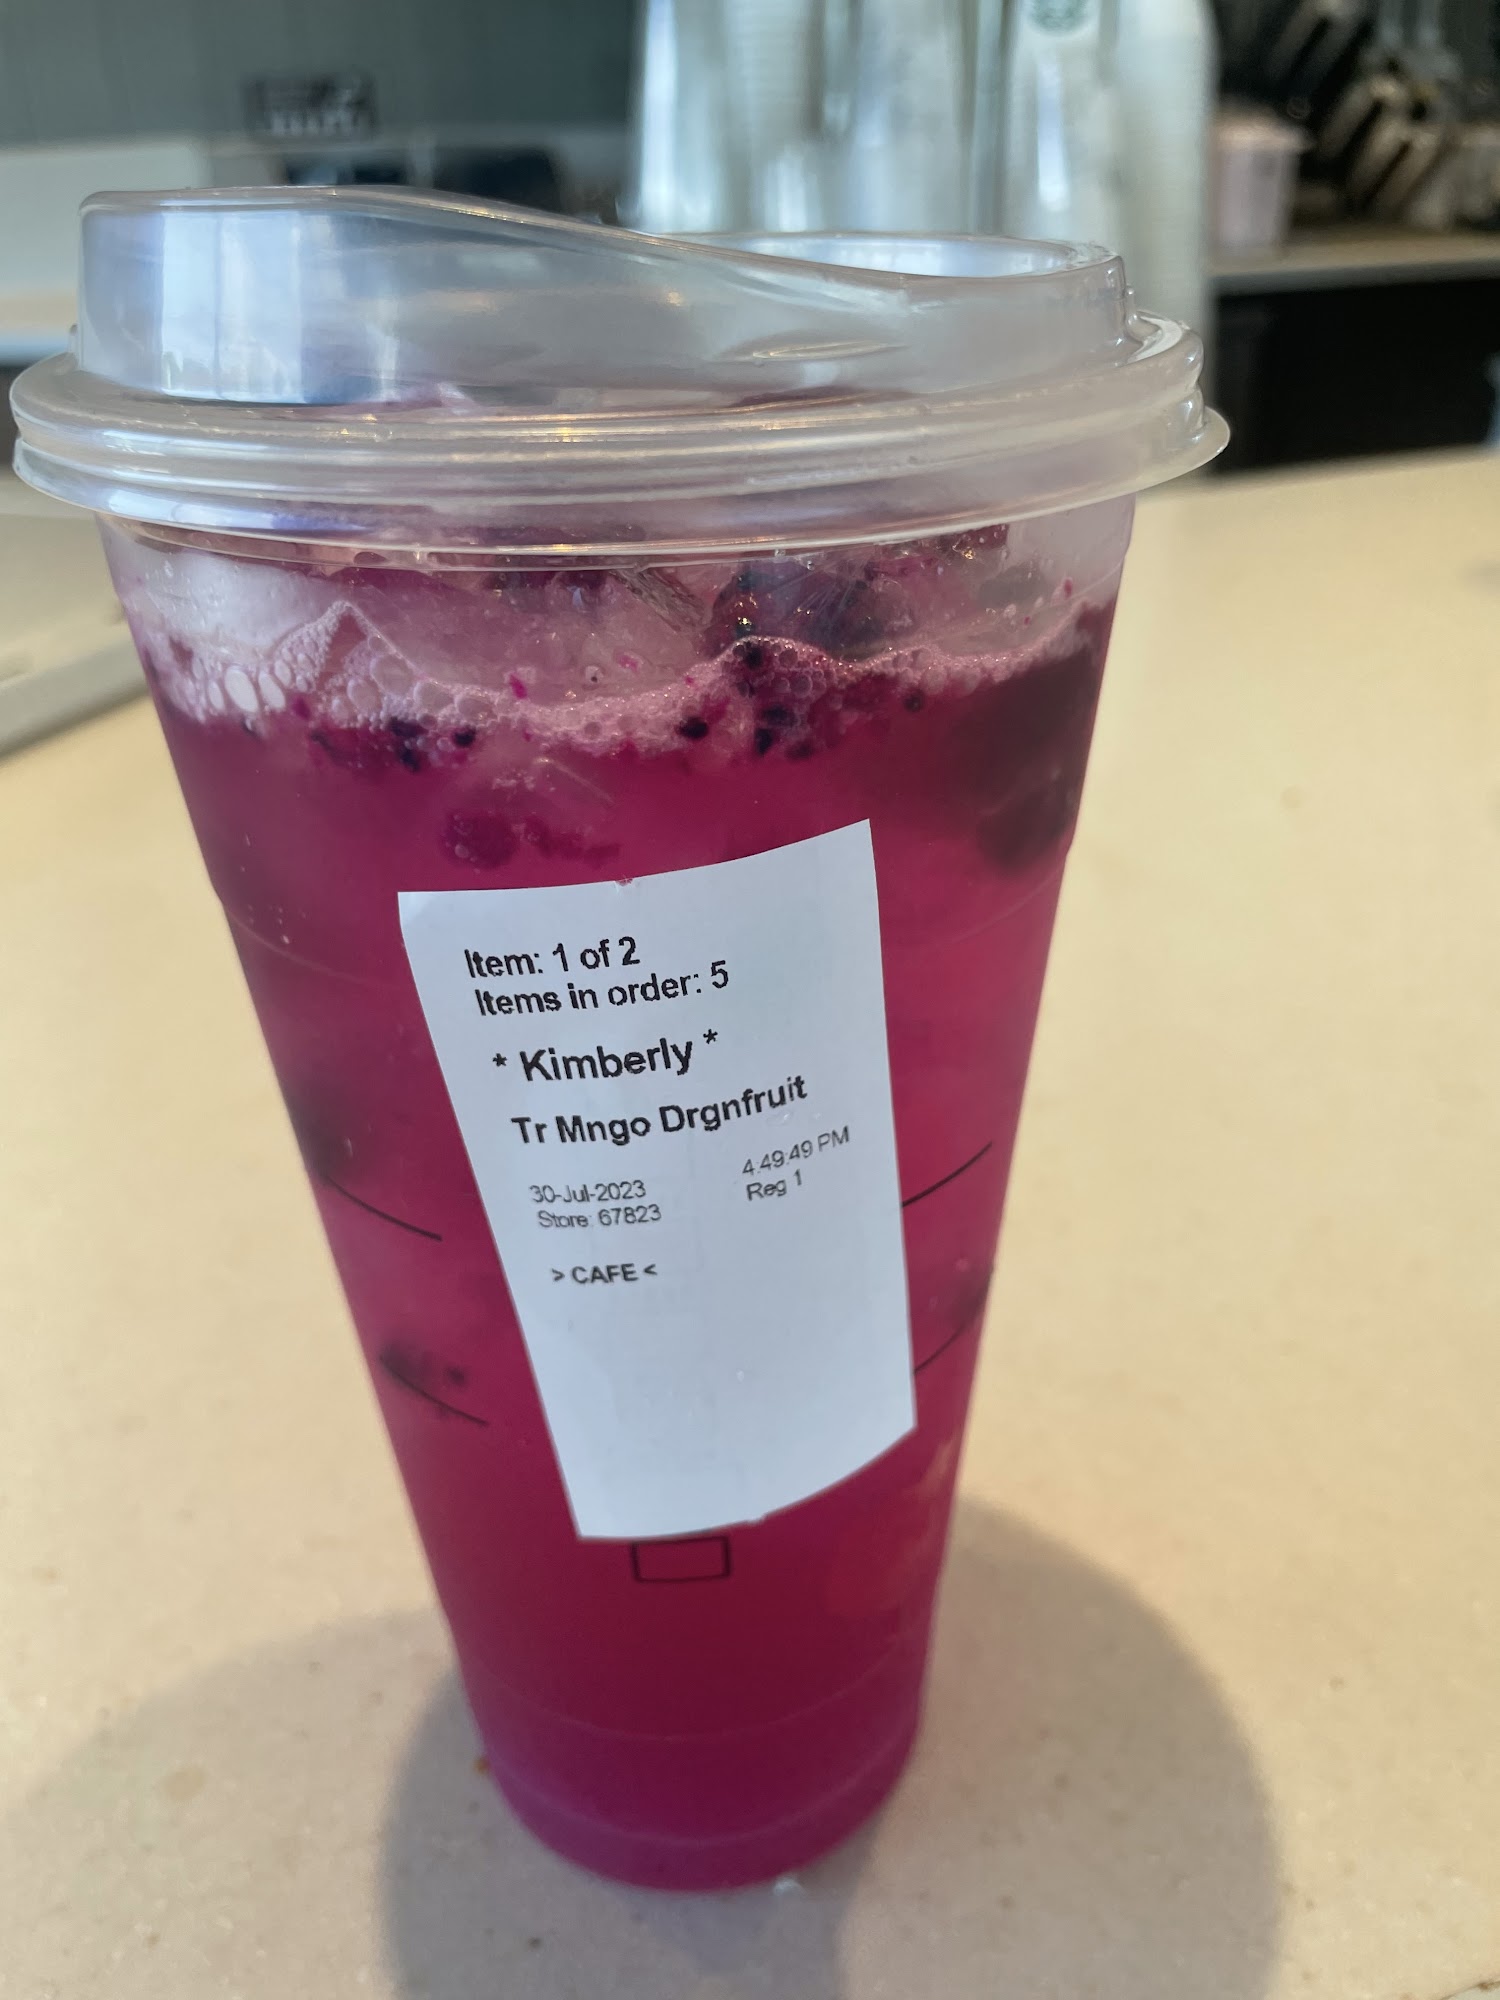 Item: 1 of 2
Items in order: 5
* Kimberly *
Tr Mngo Drgnfruit
30-Jul-2023 4:49:49 PM
Store: 67823 Reg 1
> CAFE <